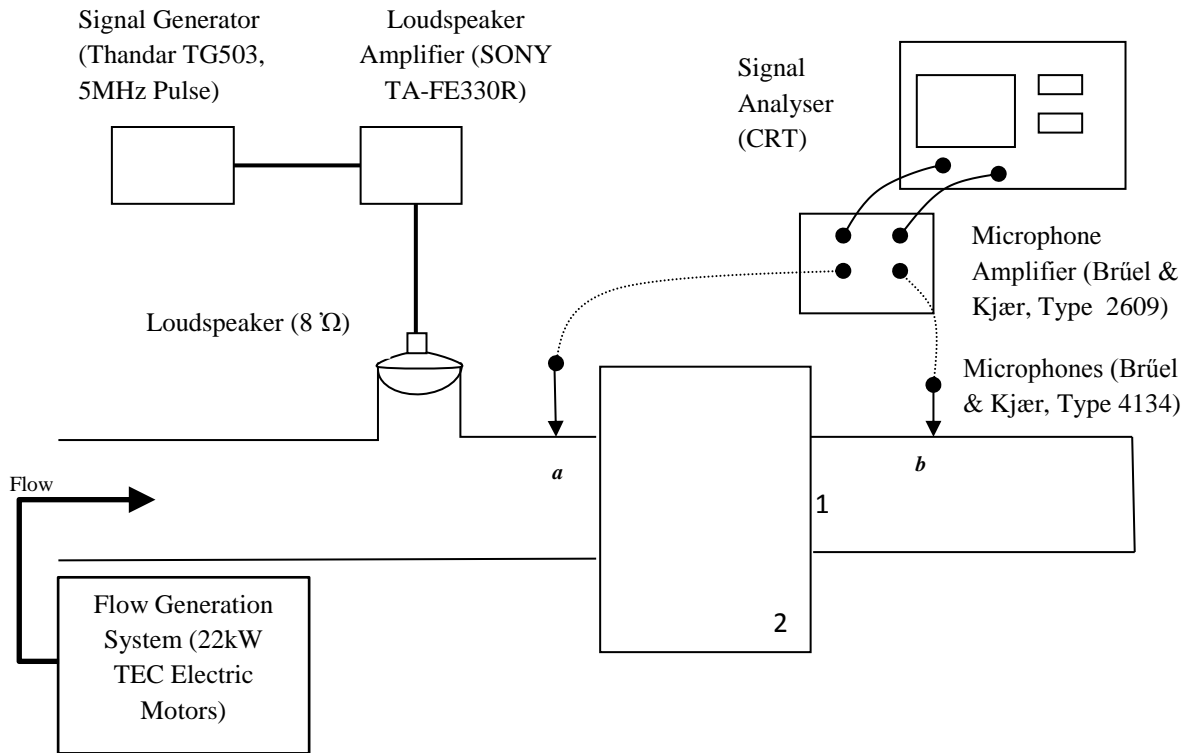 Signal Generator
(Thandar TG503,
5MHz Pulse)
Loudspeaker
Amplifier (SONY
TA-FE330R)
Signal
Analyser
(CRT)
Microphone
Amplifier (Brűel &
Kjær, Type 2609)
Loudspeaker (8 Ώ)
Microphones (Brűel
& Kjær, Type 4134)
a
b
Flow
1
2
Flow Generation
System (22kW
TEC Electric
Motors)